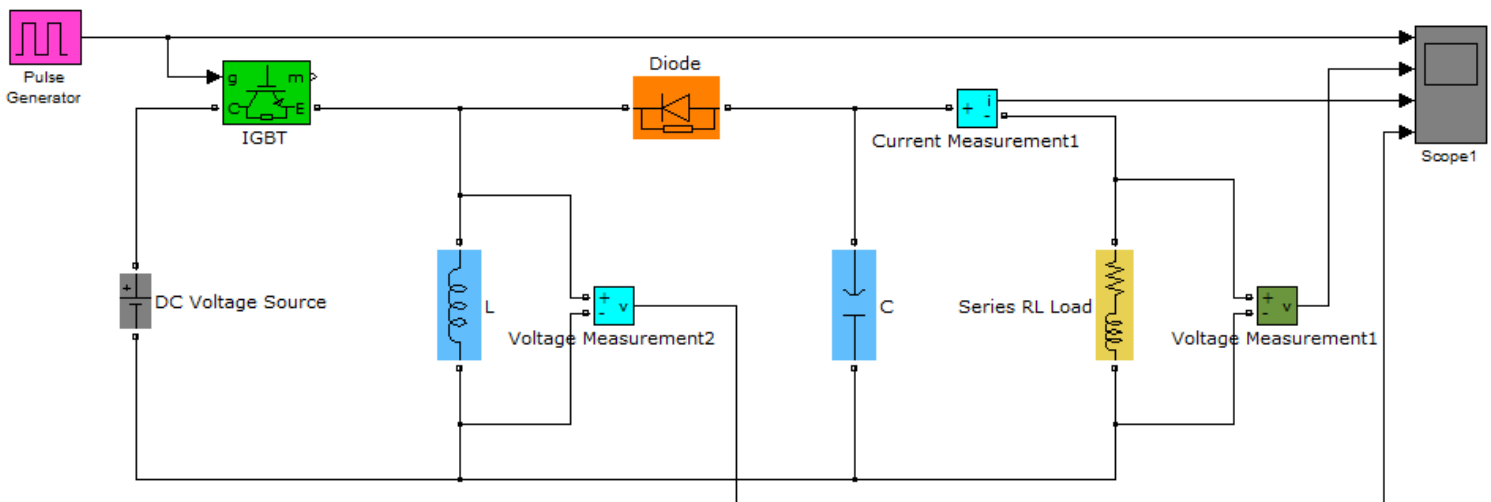 Pulse
Generator
g m
C E
IGBT
Diode
+ i
-
Current Measurement1
Scope1
+
DC Voltage Source
L
+
- v
Voltage Measurement2
C
Series RL Load
+
- v
Voltage Measurement1